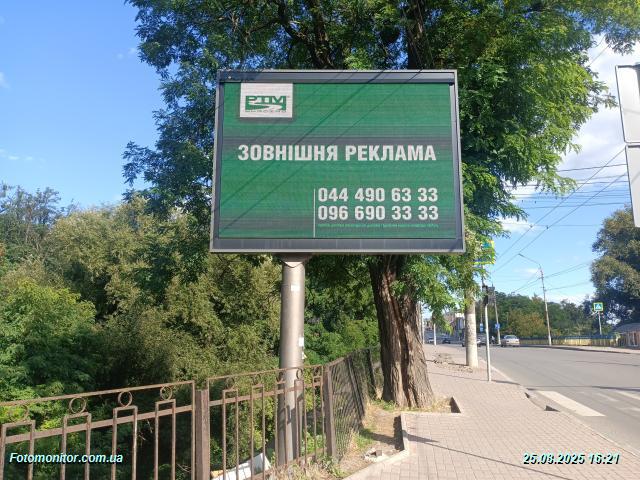 РТМ
ЗОВНІШНЯ РЕКЛАМА
044 490 63 33
096 690 33 33
Fotomonitor.com.ua
25.08.2025 16:21